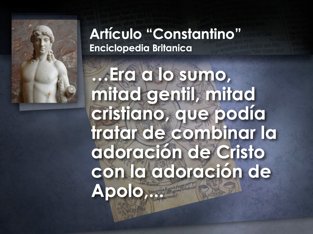 Artículo “Constantino”
Enciclopedia Britanica
…Era a lo sumo,
mitad gentil, mitad
cristiano, que podía
tratar de combinar la
adoración de Cristo
con la adoración de
Apolo,...